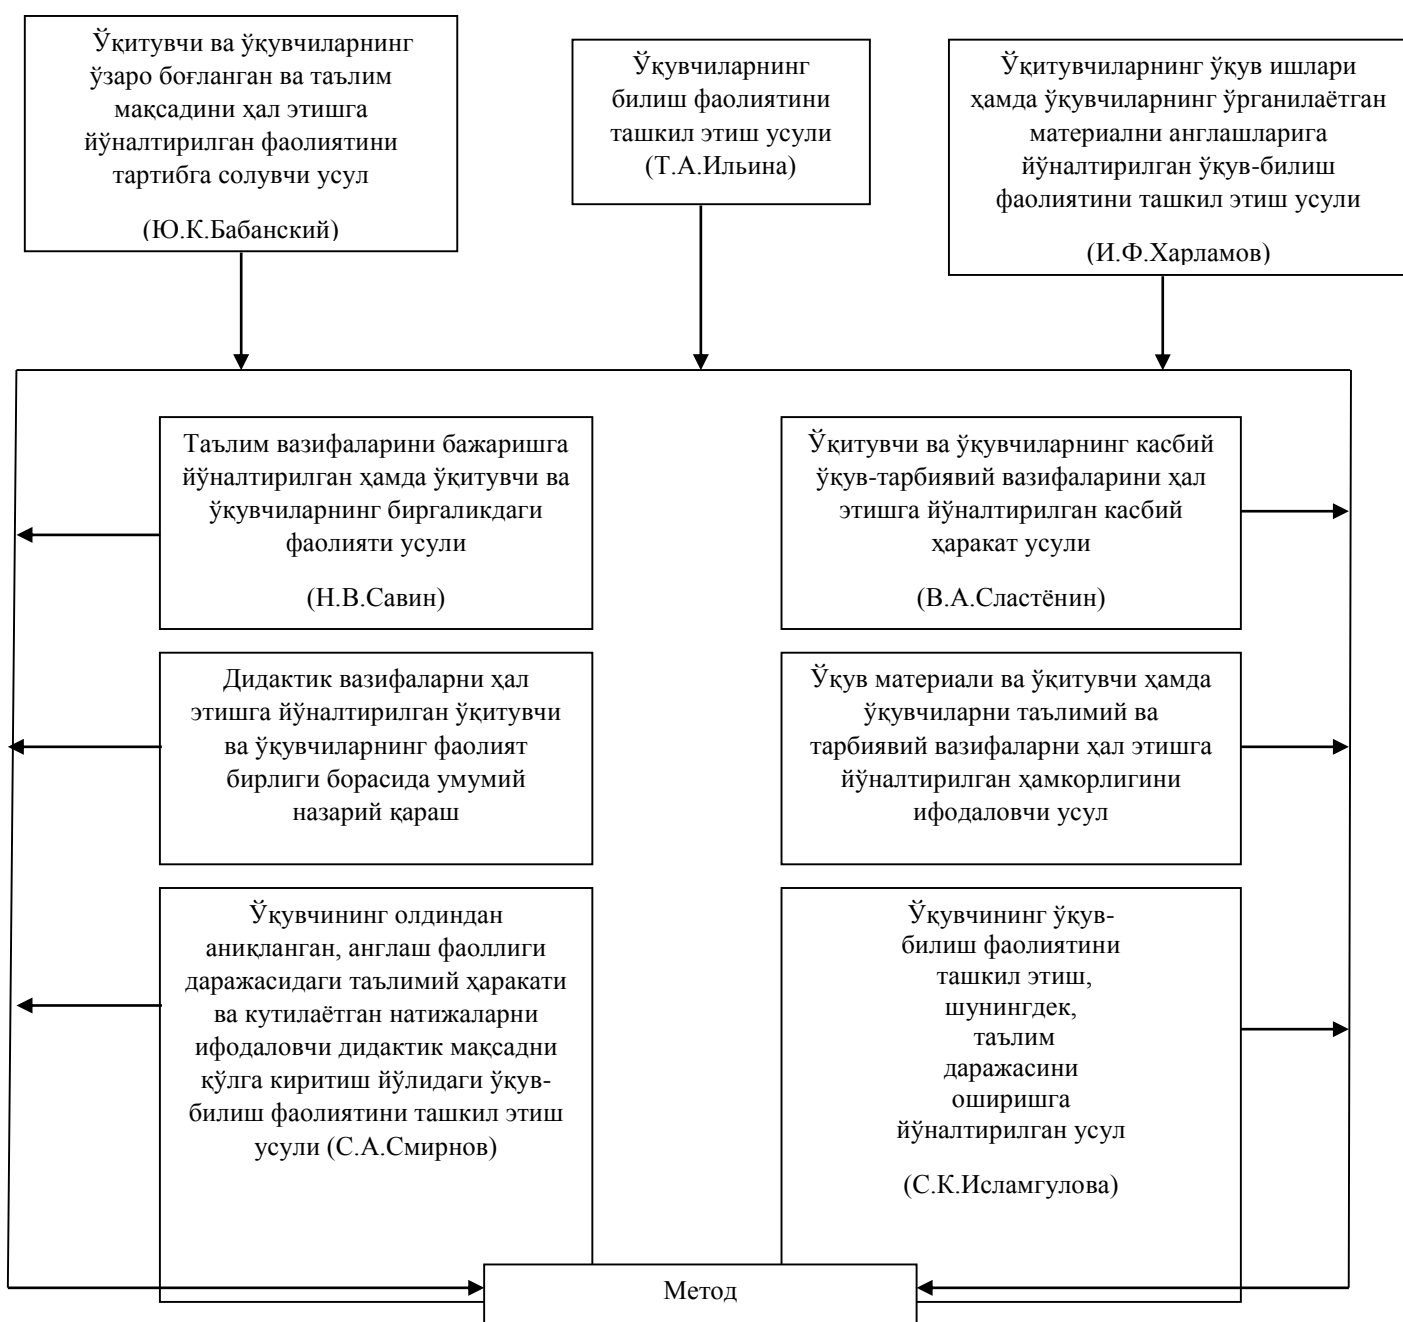 Ўқитувчи ва ўқувчиларнинг
ўзаро боғланган ва таълим
мақсадини ҳал этишга
йўналтирилган фаолиятини
тартибга солувчи усул
(Ю.К.Бабанский)
Ўқувчиларнинг
билиш фаолиятини
ташкил этиш усули
(Т.А.Ильина)
Ўқитувчиларнинг ўқув ишлари
ҳамда ўқувчиларнинг ўрганилаётган
материални англашларига
йўналтирилган ўқув-билиш
фаолиятини ташкил этиш усули
(И.Ф.Харламов)
Таълим вазифаларини бажаришга
йўналтирилган ҳамда ўқитувчи ва
ўқувчиларнинг биргаликдаги
фаолияти усули
(Н.В.Савин)
Ўқитувчи ва ўқувчиларнинг касбий
ўқув-тарбиявий вазифаларини ҳал
этишга йўналтирилган касбий
ҳаракат усули
(В.А.Сластёнин)
Дидактик вазифаларни ҳал
этишга йўналтирилган ўқитувчи
ва ўқувчиларнинг фаолият
бирлиги борасида умумий
назарий қараш
Ўқув материали ва ўқитувчи ҳамда
ўқувчиларни таълимий ва
тарбиявий вазифаларни ҳал этишга
йўналтирилган ҳамкорлигини
ифодаловчи усул
Ўқувчининг олдиндан
аниқланган, англаш фаоллиги
даражасидаги таълимий ҳаракати
ва кутилаётган натижаларни
ифодаловчи дидактик мақсадни
қўлга киритиш йўлидаги ўқув-
билиш фаолиятини ташкил этиш
усули (С.А.Смирнов)
Ўқувчининг ўқув-
билиш фаолиятини
ташкил этиш,
шунингдек,
таълим
даражасини
оширишга
йўналтирилган усул
(С.К.Исламгулова)
Метод